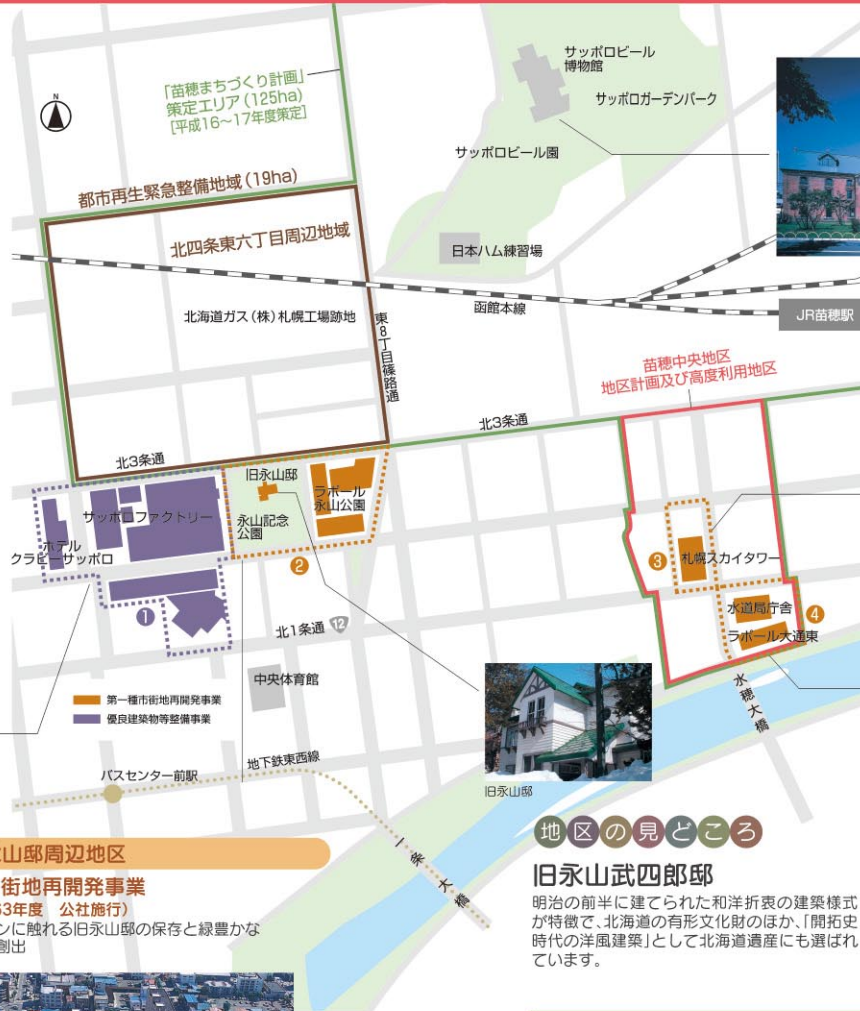 N
「苗穂まちづくり計画」
策定エリア(125ha)
[平成16~17年度策定]
サッポロビール
博物館
サッポロガーデンパーク
サッポロビール園
都市再生緊急整備地域(19ha)
北四条東六丁目周辺地域
日本ハム練習場
函館本線
北海道ガス(株)札幌工場跡地
東8丁目篠路通
JR苗穂駅
苗穂中央地区
地区計画及び高度利用地区
北3条通
北3条通
旧永山邸
ラポール
永山公園
サッポロファクトリー
永山記念
公園
ホテル
クラビーサッポロ
②
③
札幌スカイタワー
①
水道局庁舎
④
ラポール大通東
北1条通
12
中央体育館
水穂大橋
第一種市街地再開発事業
優良建築物等整備事業
地下鉄東西線
バスセンター前駅
旧永山邸
一条大橋
山邸周辺地区
街地再開発事業
63年度 公社施行)
ンに触れる旧永山邸の保存と緑豊かな
創出
地区の見どころ
旧永山武四郎邸
明治の前半に建てられた和洋折衷の建築様式
が特徴で、北海道の有形文化財のほか、「開拓史
時代の洋風建築」として北海道遺産にも選ばれ
ています。